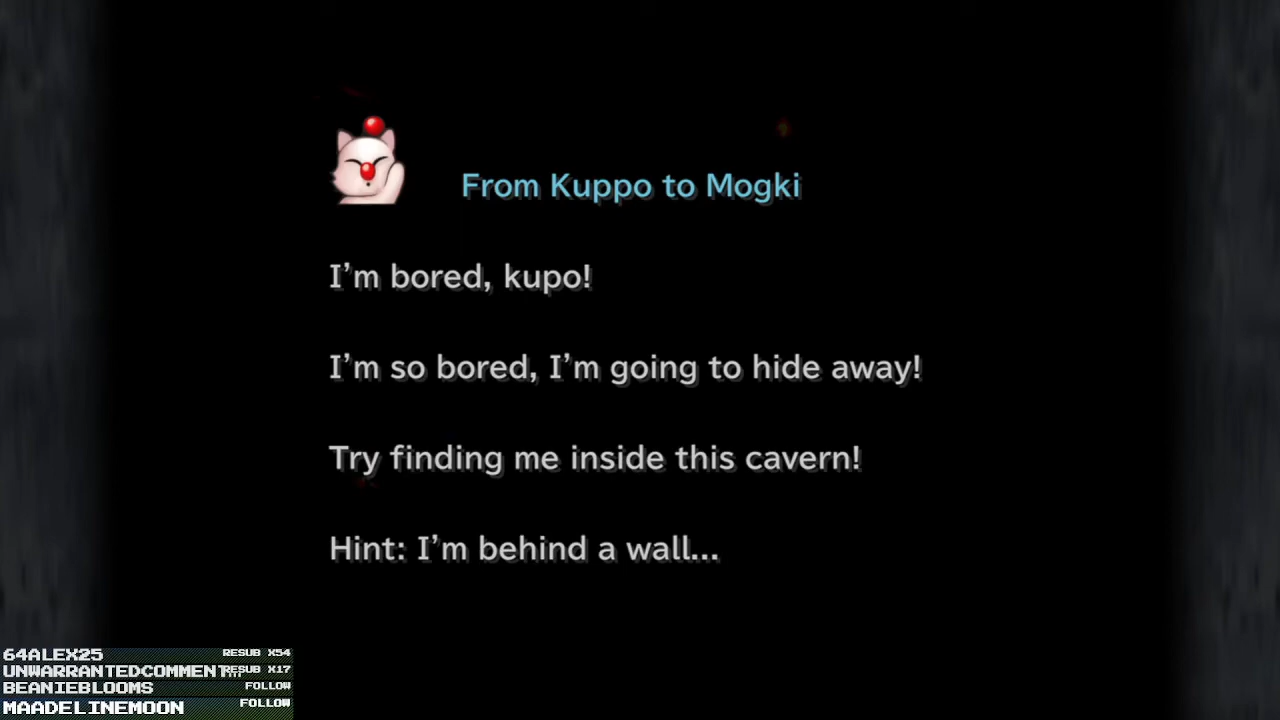 From Kuppo to Mogki
I'm bored, kupo!
I'm so bored, I'm going to hide away!
Try finding me inside this cavern!
Hint: I'm behind a wall...
64ALEX25 RESUB X54
UNWARRANTEDCOMMENT... RESUB X17
BEANIEBLOOMS FOLLOW
MAADELINEMOON FOLLOW